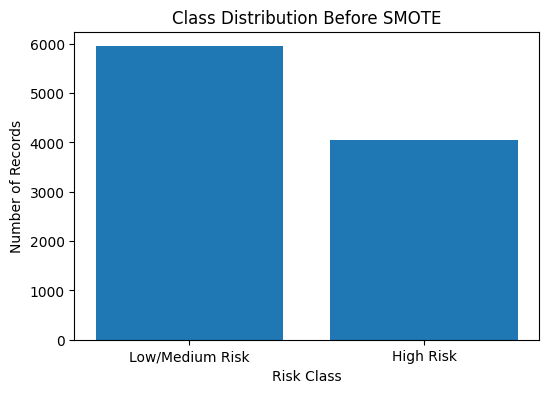 Class Distribution Before SMOTE
Number of Records
6000
5000
4000
3000
2000
1000
0
Low/Medium Risk
High Risk
Risk Class